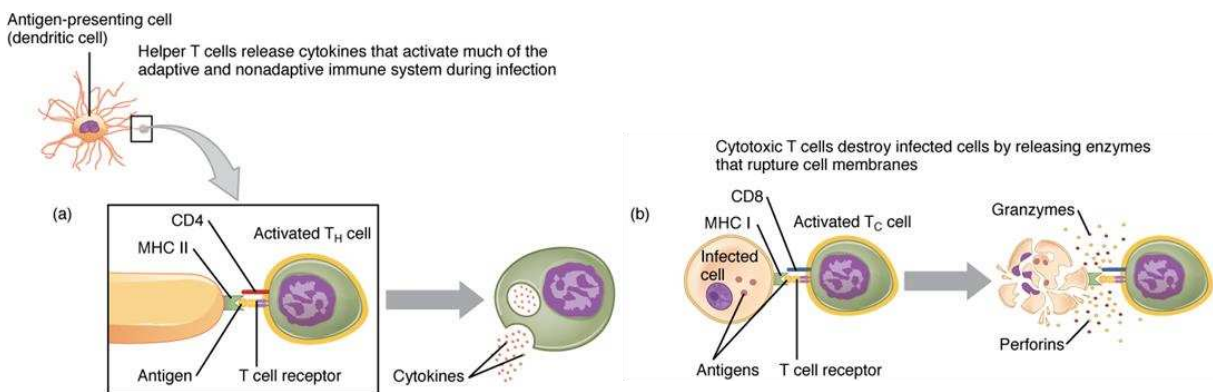 Antigen-presenting cell
(dendritic cell)
Helper T cells release cytokines that activate much of the
adaptive and nonadaptive immune system during infection
(a)
CD4
MHC II
Activated TH cell
Antigen
T cell receptor
Cytokines
Cytotoxic T cells destroy infected cells by releasing enzymes
that rupture cell membranes
(b)
CD8
MHC I
Activated TC cell
Infected
cell
Antigens
T cell receptor
Granzymes
Perforins